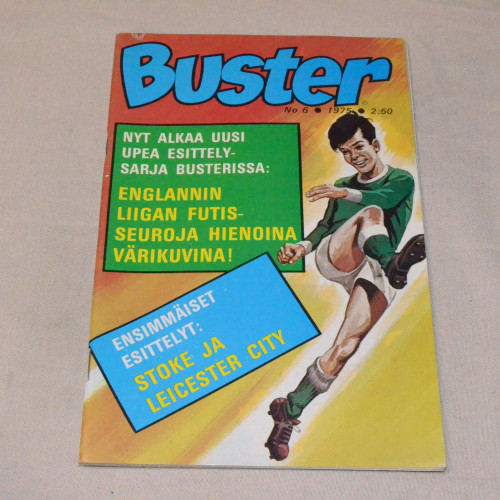 Buster
No 6 ● 1975 ● 2:50
NYT ALKAA UUSI
UPEA ESITTELY-
SARJA BUSTERISSA:
ENGLANNIN
LIIGAN FUTIS-
SEUROJA HIENOINA
VÄRIKUVINA!
ENSIMMÄISET
ESITTELYT:
STOKE JA
LEICESTER CITY